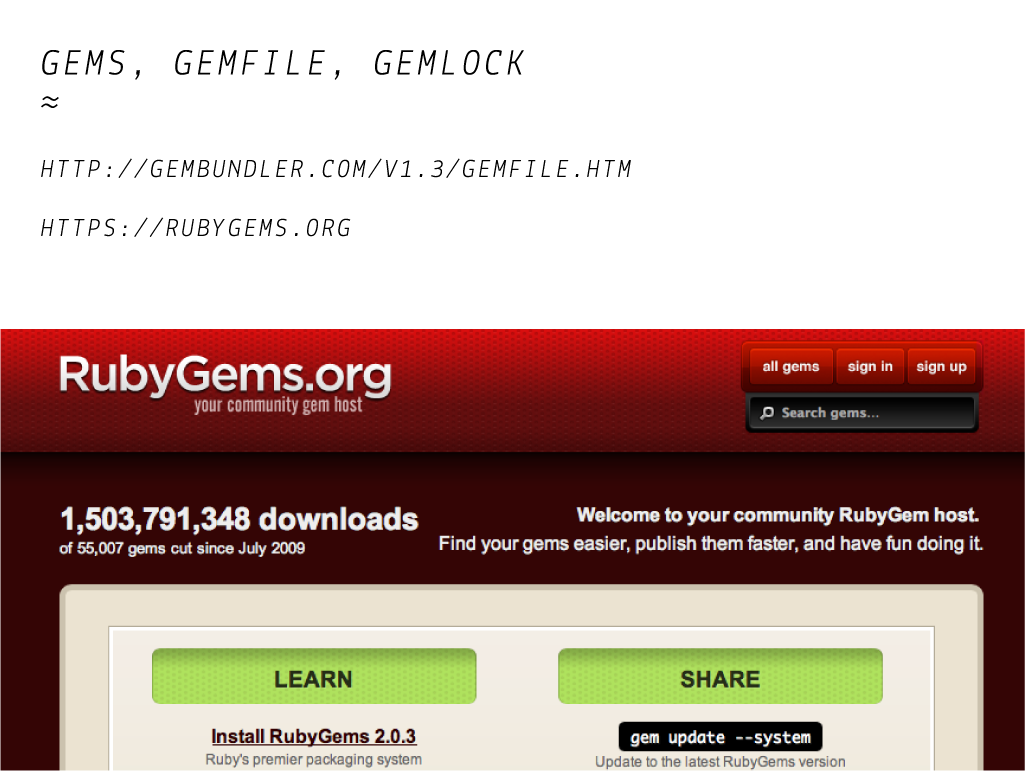 GEMS, GEMFILE, GEMLOCK
≈
HTTP://GEMBUNDLER.COM/V1.3/GEMFILE.HTM
HTTPS://RUBYGEMS.ORG
RubyGems.org
your community gem host
all gems sign in sign up
Search gems...
1,503,791,348 downloads
of 55,007 gems cut since July 2009
Welcome to your community RubyGem host.
Find your gems easier, publish them faster, and have fun doing it.
LEARN
Install RubyGems 2.0.3
Ruby's premier packaging system
SHARE
gem update --system
Update to the latest RubyGems version